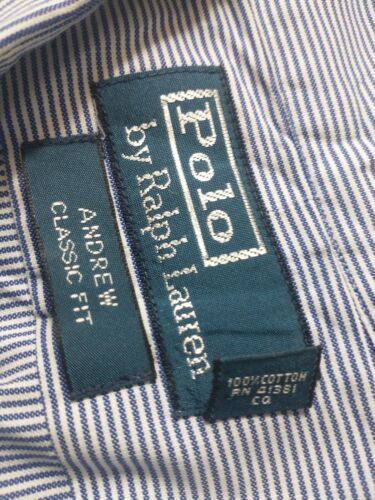 Polo
by Ralph Lauren
ANDREW
CLASSIC FIT
100% COTTON
RN 41381
CO